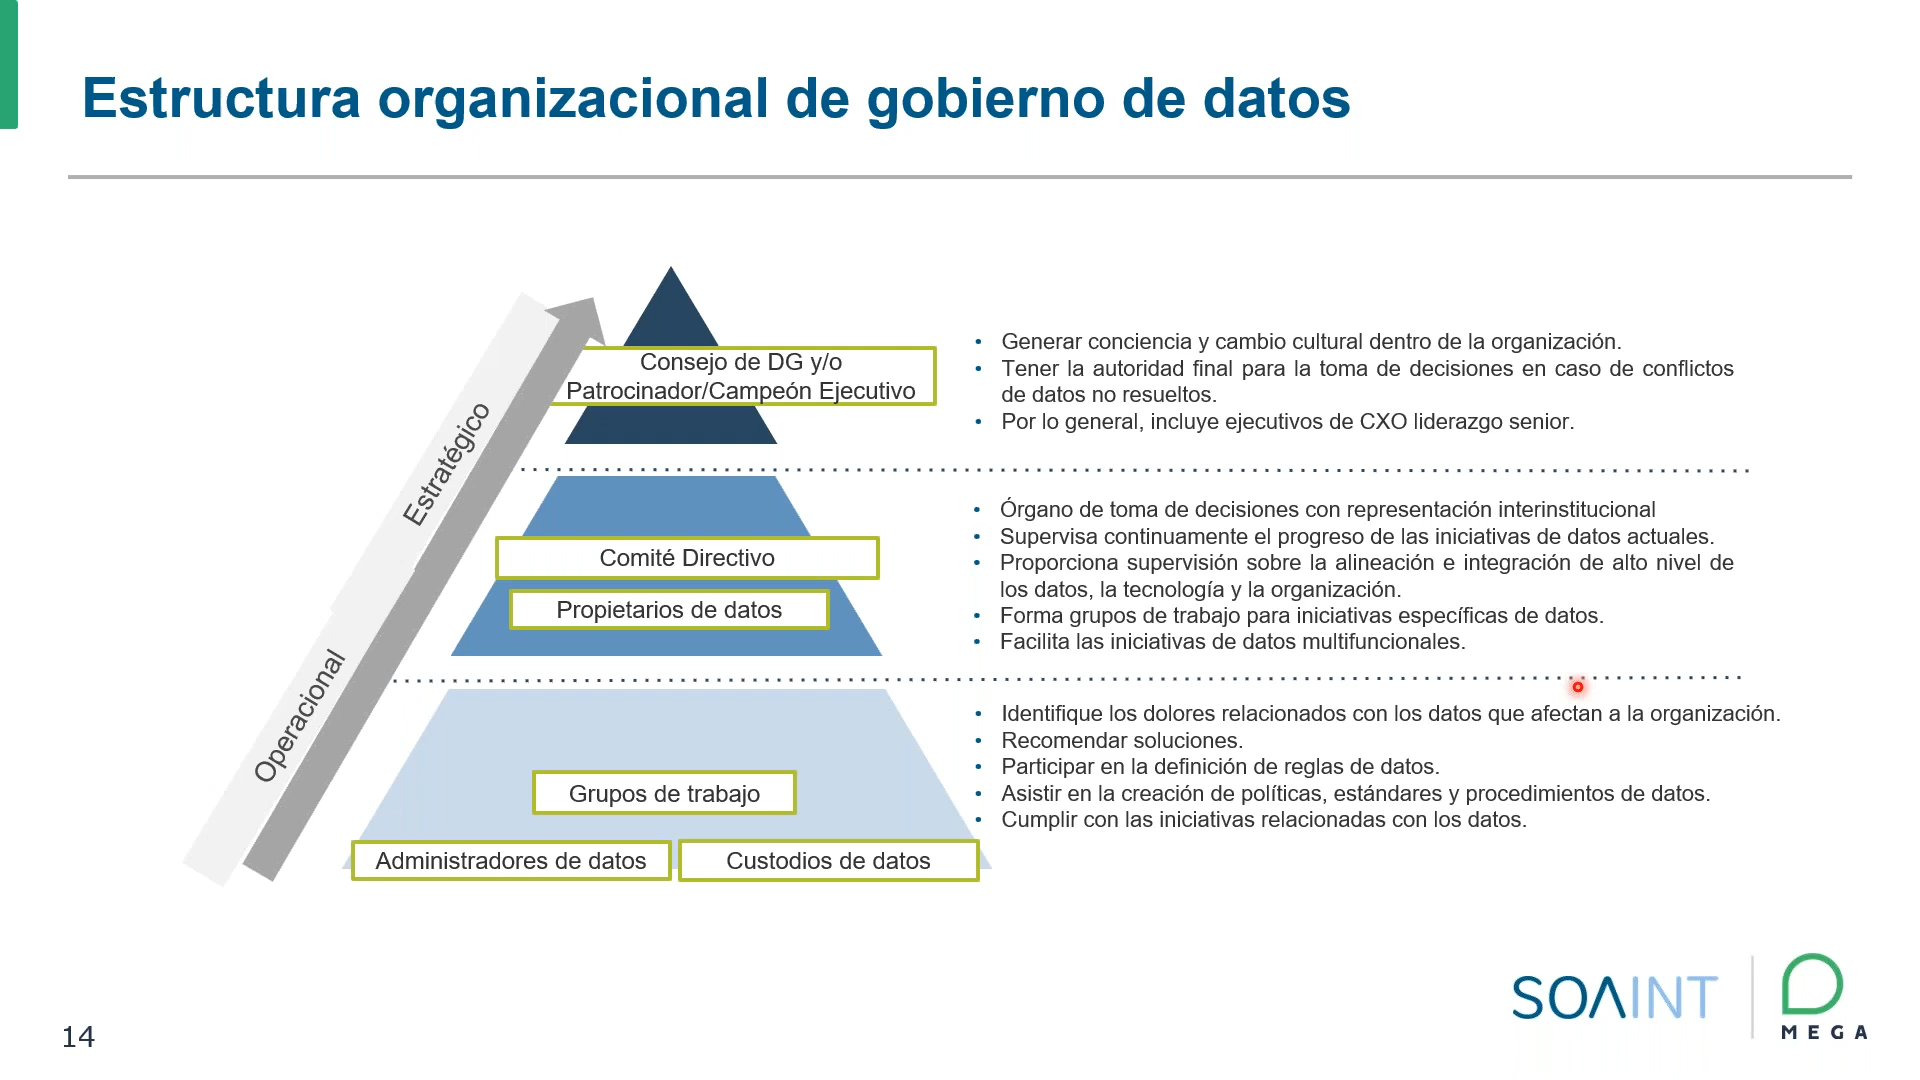 Estructura organizacional de gobierno de datos
Estratégico
Operacional
Consejo de DG y/o
Patrocinador/Campeón Ejecutivo
• Generar conciencia y cambio cultural dentro de la organización.
• Tener la autoridad final para la toma de decisiones en caso de conflictos
de datos no resueltos.
• Por lo general, incluye ejecutivos de CXO liderazgo senior.
Comité Directivo
Propietarios de datos
• Órgano de toma de decisiones con representación interinstitucional
• Supervisa continuamente el progreso de las iniciativas de datos actuales.
• Proporciona supervisión sobre la alineación e integración de alto nivel de
los datos, la tecnología y la organización.
• Forma grupos de trabajo para iniciativas específicas de datos.
• Facilita las iniciativas de datos multifuncionales.
Grupos de trabajo
Administradores de datos
Custodios de datos
• Identifique los dolores relacionados con los datos que afectan a la organización.
• Recomendar soluciones.
• Participar en la definición de reglas de datos.
• Asistir en la creación de políticas, estándares y procedimientos de datos.
• Cumplir con las iniciativas relacionadas con los datos.
14
SOAINT
MEGA